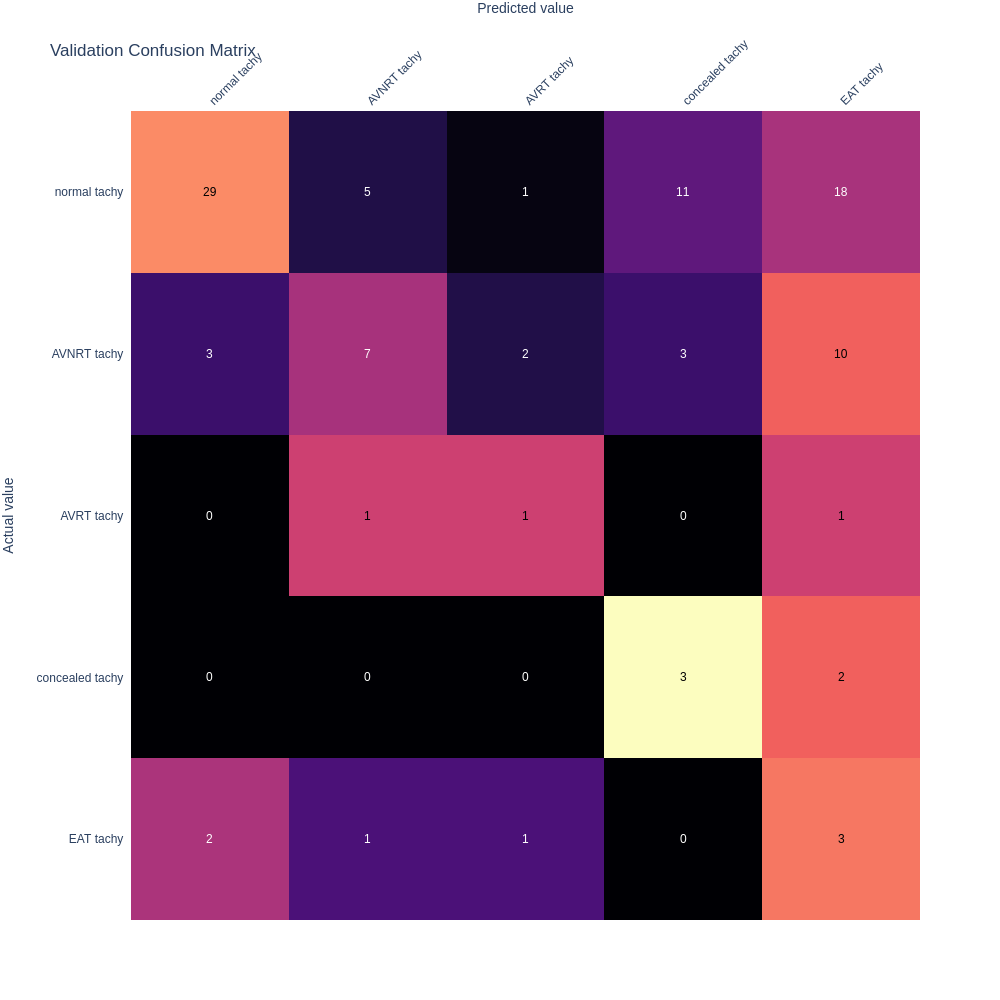 Predicted value
Validation Confusion Matrix
normal tachy AVNRT tachy AVRT tachy concealed tachy EAT tachy
normal tachy 29 5 1 11 18
AVNRT tachy 3 7 2 3 10
AVRT tachy 0 1 1 0 1
concealed tachy 0 0 0 3 2
EAT tachy 2 1 1 0 3
Actual value